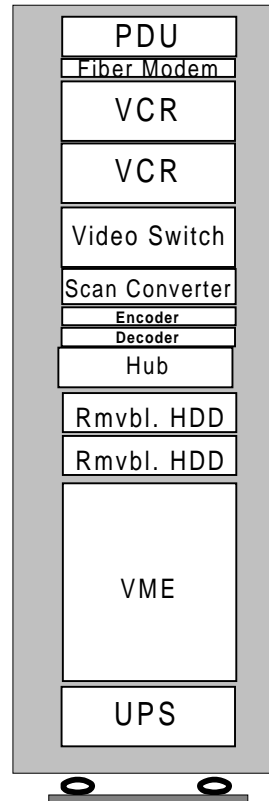 PDU
Fiber Modem
VCR
VCR
Video Switch
Scan Converter
Encoder
Decoder
Hub
Rmvbl. HDD
Rmvbl. HDD
VME
UPS